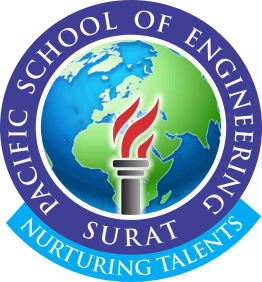 PACIFIC SCHOOL OF ENGINEERING
SURAT
NURTURING TALENTS